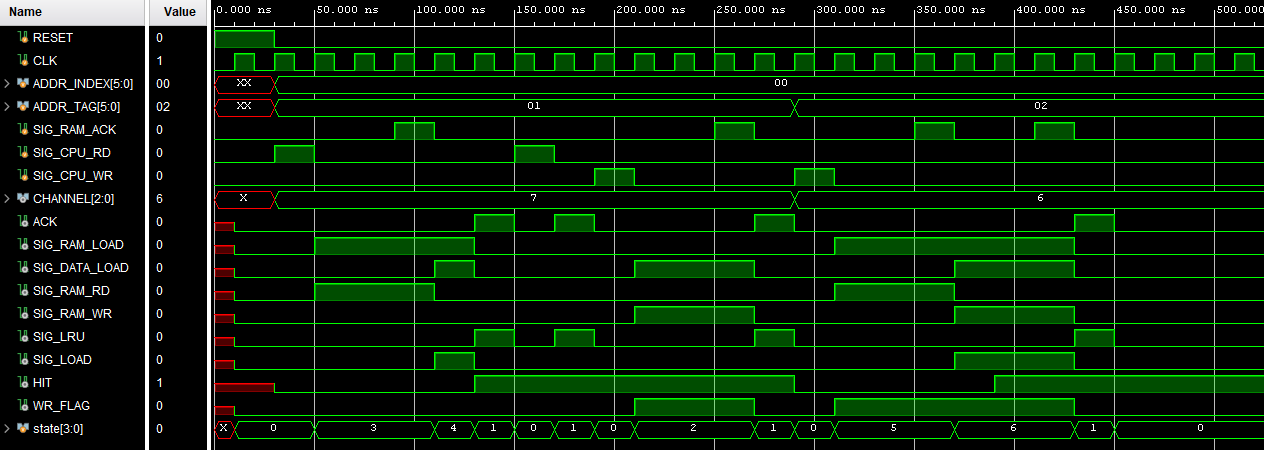 Name Value 0.000 ns 50.000 ns 100.000 ns 150.000 ns 200.000 ns 250.000 ns 300.000 ns 350.000 ns 400.000 ns 450.000 ns 500.000
RESET 0
CLK 1
ADDR_INDEX[5:0] 00 XX 00
ADDR_TAG[5:0] 02 XX 01 02
SIG_RAM_ACK 0
SIG_CPU_RD 0
SIG_CPU_WR 0
CHANNEL[2:0] 6 X 7 6
ACK 0
SIG_RAM_LOAD 0
SIG_DATA_LOAD 0
SIG_RAM_RD 0
SIG_RAM_WR 0
SIG_LRU 0
SIG_LOAD 0
HIT 1
WR_FLAG 0
state[3:0] 0 X 0 3 4 1 0 1 0 2 1 0 5 6 1 0